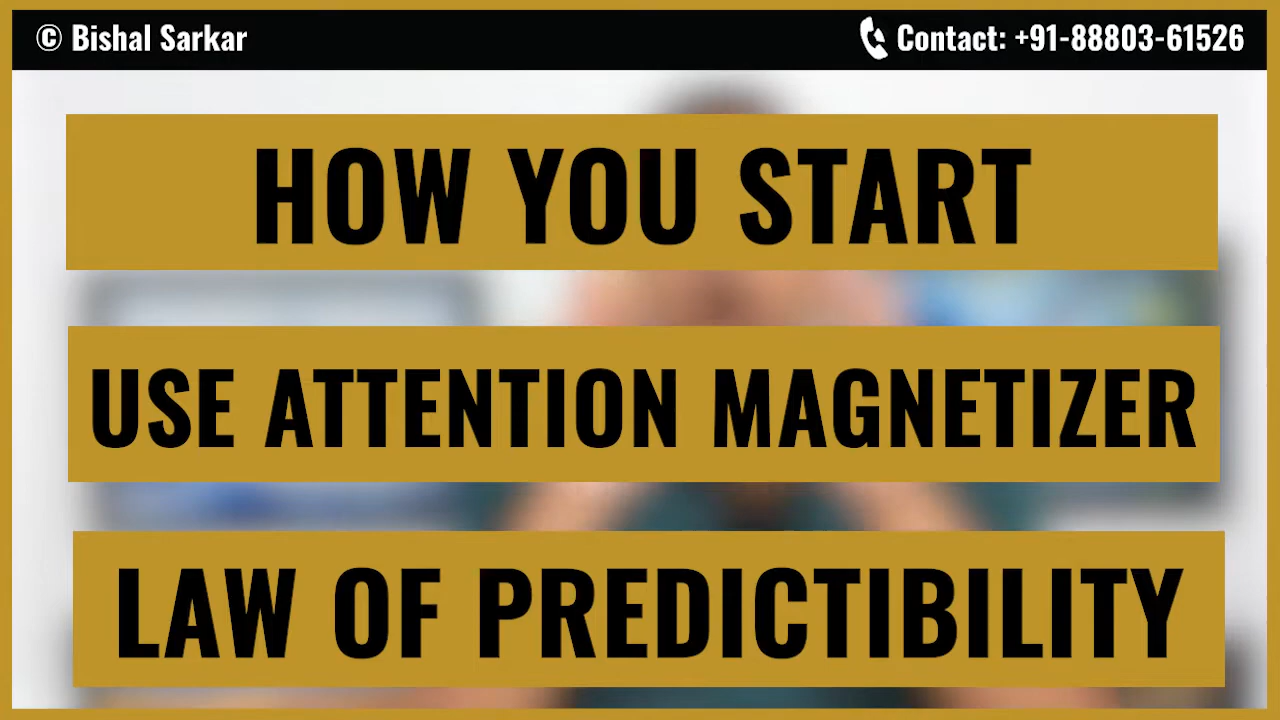 © Bishal Sarkar
Contact: +91-88803-61526
HOW YOU START
USE ATTENTION MAGNETIZER
LAW OF PREDICTIBILITY